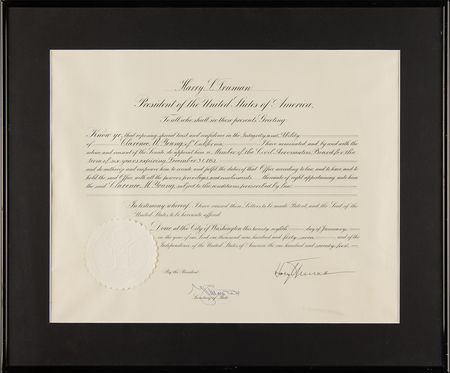 Harry S. Truman
President of the United States of America.
To all who shall see these presents, Greeting:
Know ye, that reposing special trust and confidence in the Integrity and Ability
of Clarence M. Young of California I have nominated, and by and with the
advice and consent of the Senate, do appoint him a Member of the Civil Aeronautics Board for the
term of six years expiring December 31,
and do authorize and empower him to execute and fulfil the duties of that Office according to law, and to have and to
hold the said Office, with all the powers, privileges, and emoluments thereunto of right appertaining unto him
the said Clarence M. Young, subject to the conditions prescribed by law.
In testimony whereof, I have caused these Letters to be made Patent, and the Seal of the
United States to be hereunto affixed.
Done at the City of Washington this twenty eighth day of January,
in the year of our Lord one thousand nine hundred and forty seven and of the
Independence of the United States of America the one hundred and seventy first.
By the President:
Harry S. Truman
Secretary of State